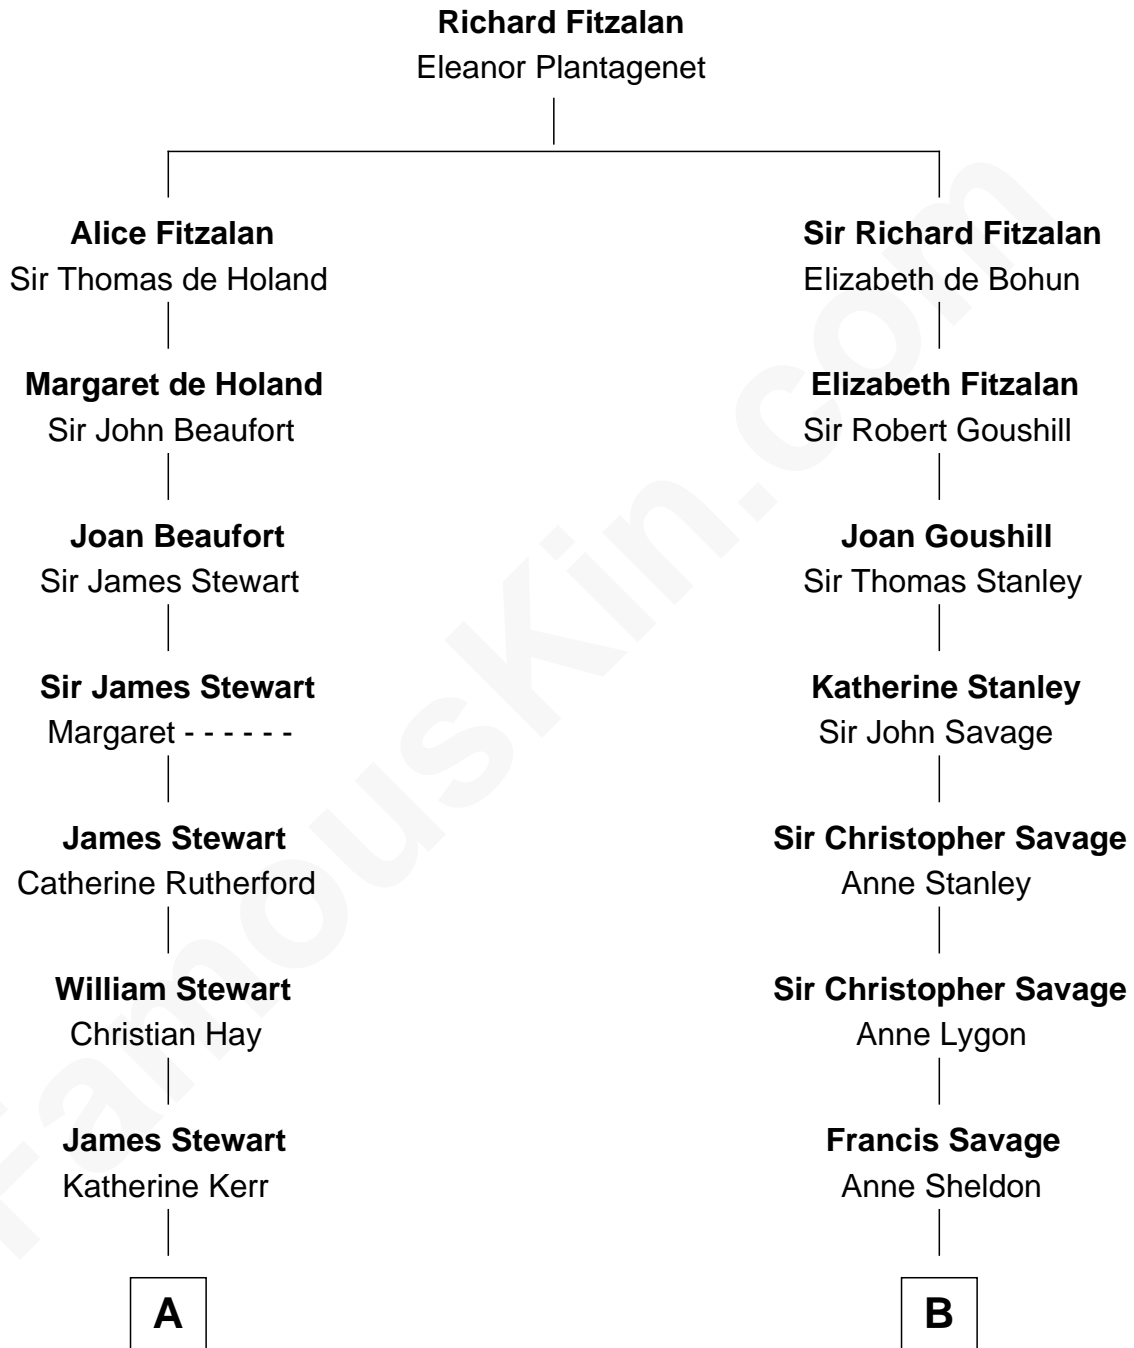 Richard Fitzalan
Eleanor Plantagenet
Alice Fitzalan
Sir Thomas de Holand
Sir Richard Fitzalan
Elizabeth de Bohun
Margaret de Holand
Sir John Beaufort
Elizabeth Fitzalan
Sir Robert Goushill
Joan Beaufort
Sir James Stewart
Joan Goushill
Sir Thomas Stanley
Sir James Stewart
Margaret - - - - - -
Katherine Stanley
Sir John Savage
James Stewart
Catherine Rutherford
Sir Christopher Savage
Anne Stanley
William Stewart
Christian Hay
Sir Christopher Savage
Anne Lygon
James Stewart
Katherine Kerr
Francis Savage
Anne Sheldon
A
B
FamousKin.com